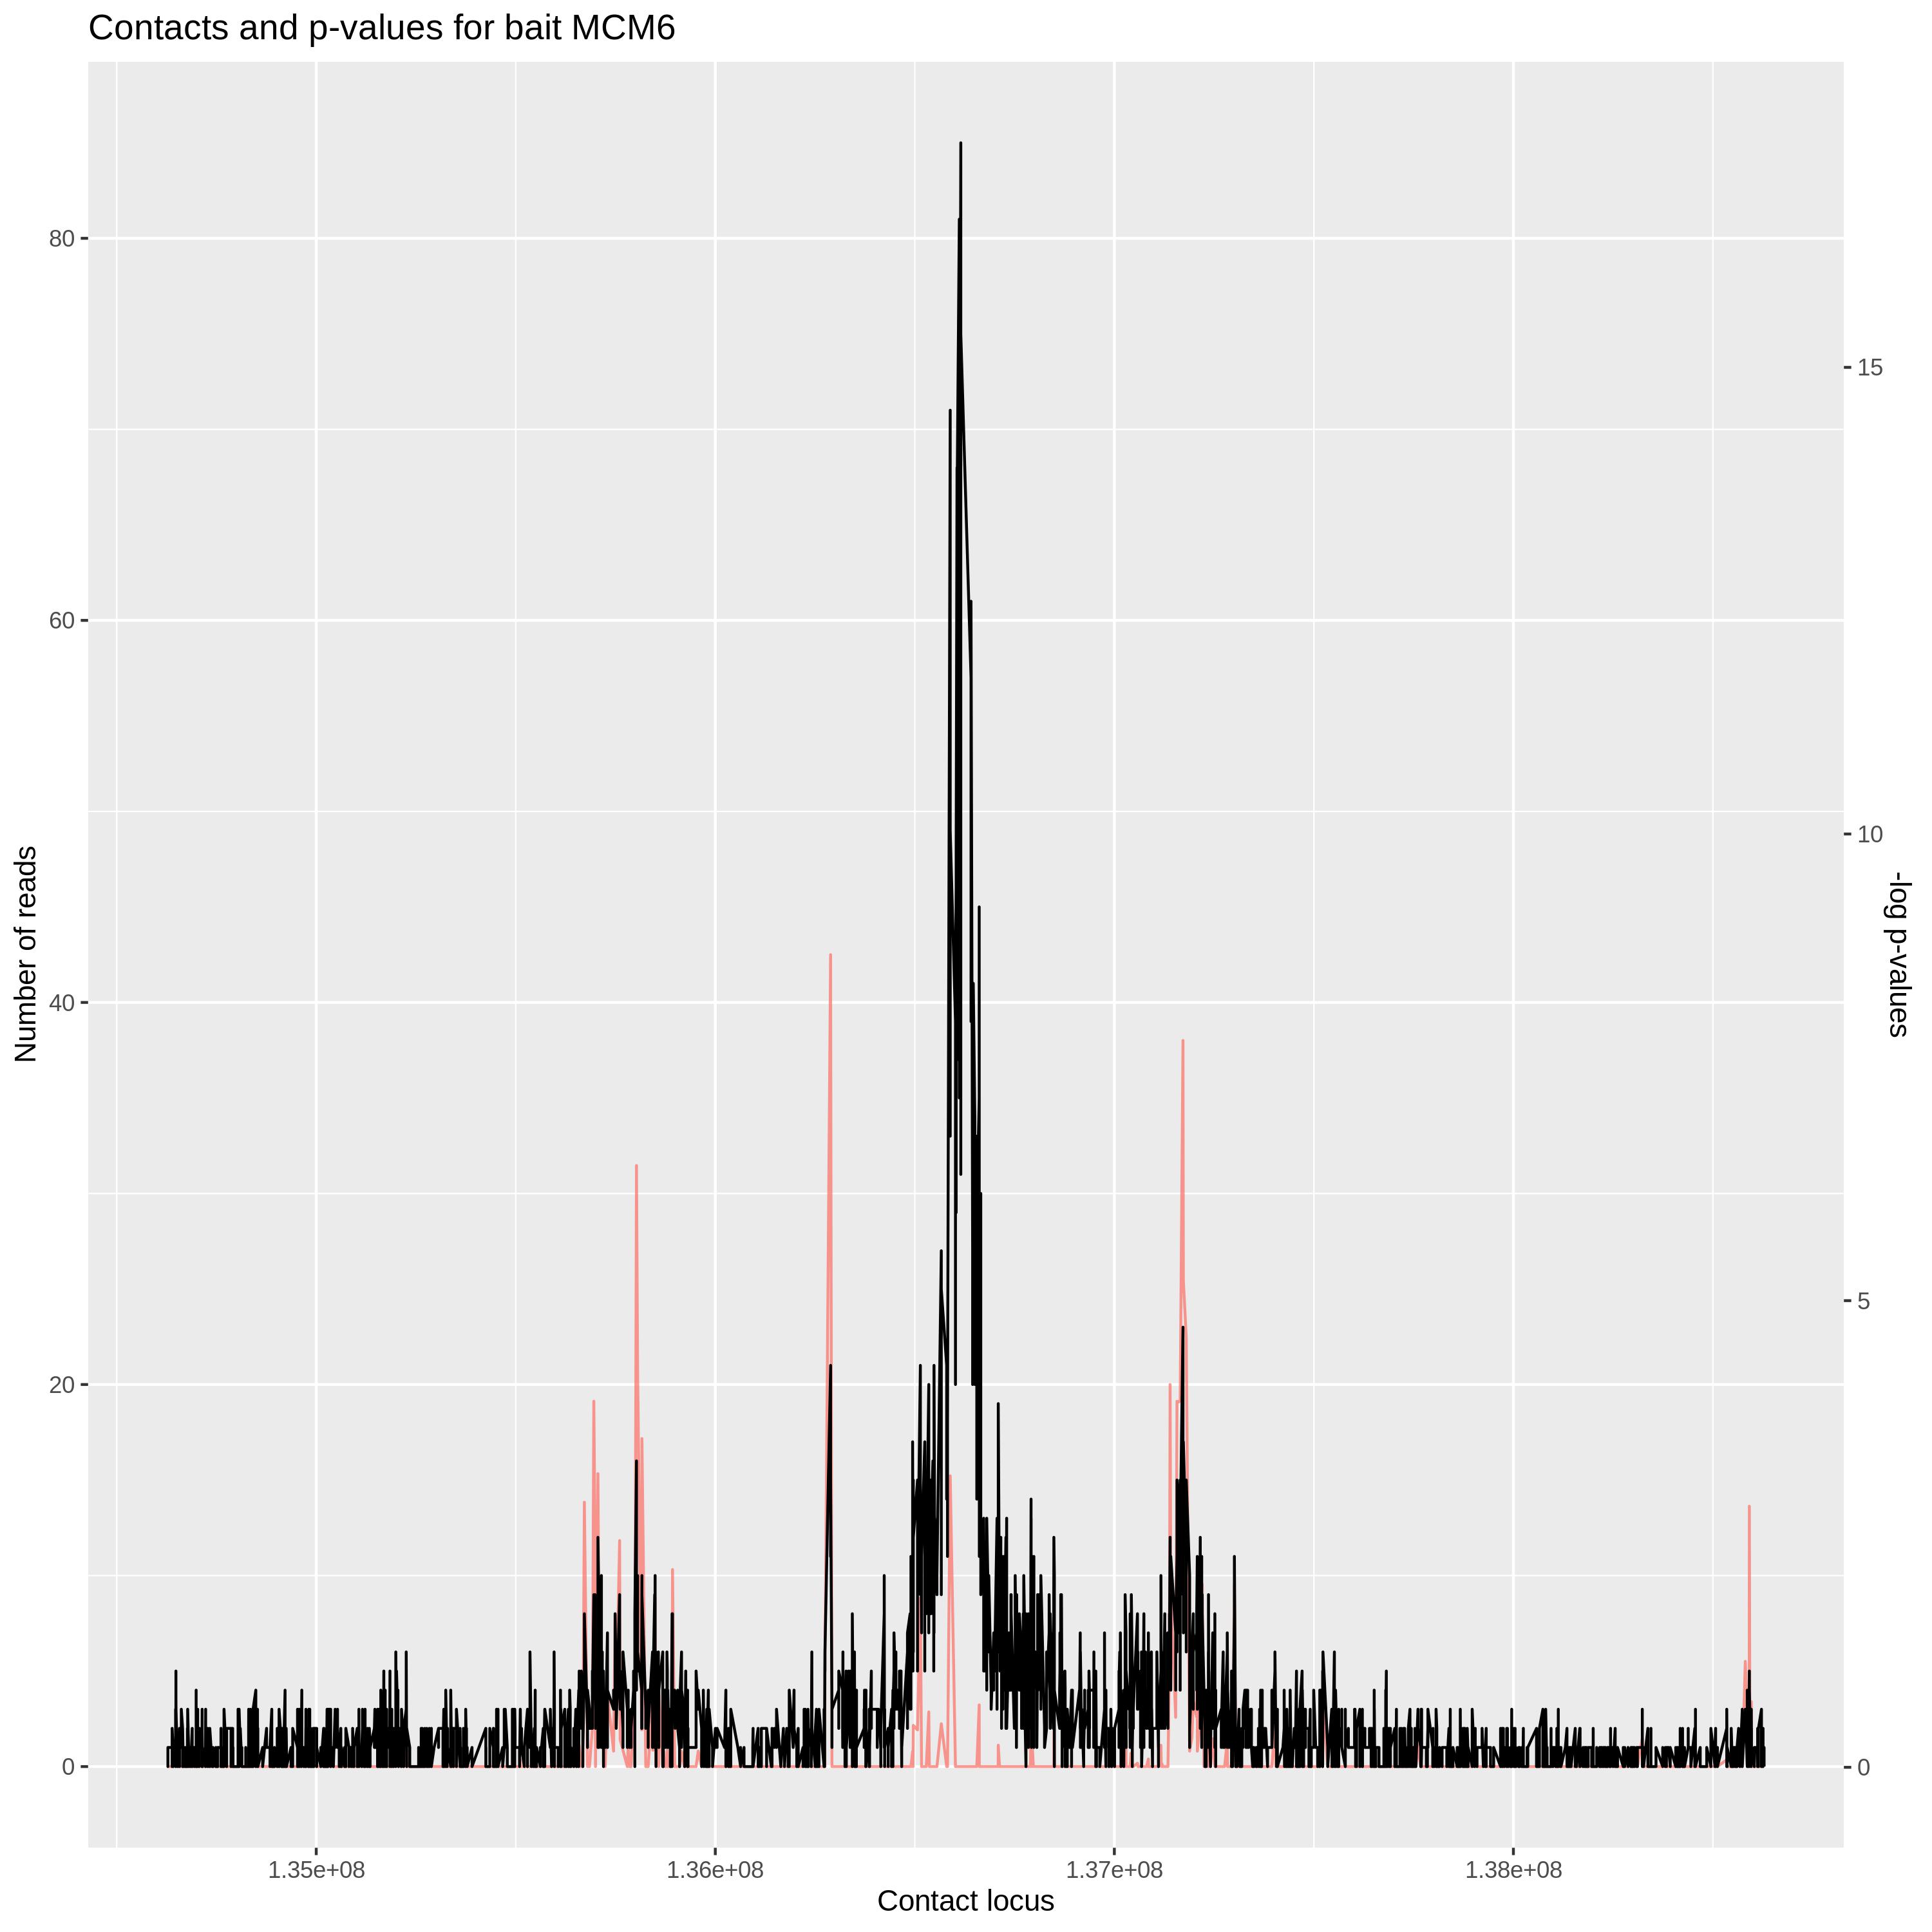 Contacts and p-values for bait MCM6
80
60
40
20
0
Number of reads
15
10
5
0
-log p-values
1.35e+08
1.36e+08
1.37e+08
1.38e+08
Contact locus